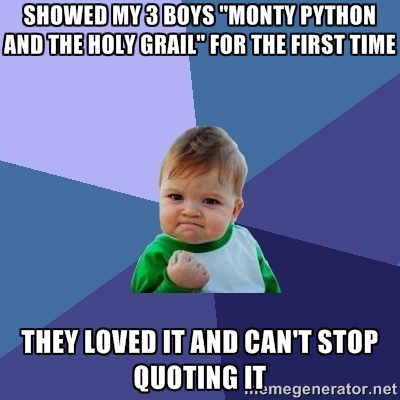 SHOWED MY 3 BOYS "MONTY PYTHON
AND THE HOLY GRAIL" FOR THE FIRST TIME
THEY LOVED IT AND CAN'T STOP
QUOTING IT
memegenerator.net